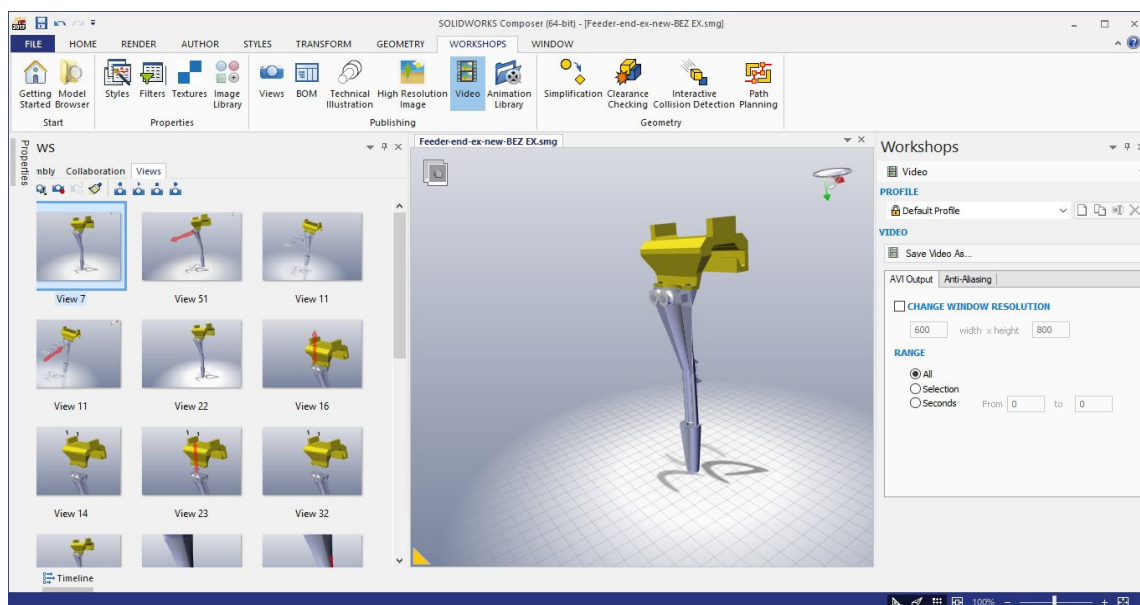 SOLIDWORKS Composer (64-bit) - [Feeder-end-ex-new-BEZ EX.smg]
FILE HOME RENDER AUTHOR STYLES TRANSFORM GEOMETRY WORKSHOPS WINDOW
Getting Started Model Browser Styles Filters Textures Image Library Views BOM Technical Illustration High Resolution Image Video Animation Library Simplification Clearance Checking Interactive Collision Detection Path Planning
Start Properties Publishing Geometry
Properties
WS
mbly Collaboration Views
View 7 View 51 View 11
View 11 View 22 View 16
View 14 View 23 View 32
Timeline
Feeder-end-ex-new-BEZ EX.smg
Workshops
Video
PROFILE
Default Profile
VIDEO
Save Video As...
AVI Output Anti-Aliasing
CHANGE WINDOW RESOLUTION
600 width x height 800
RANGE
All
Selection
Seconds From 0 to 0
100%